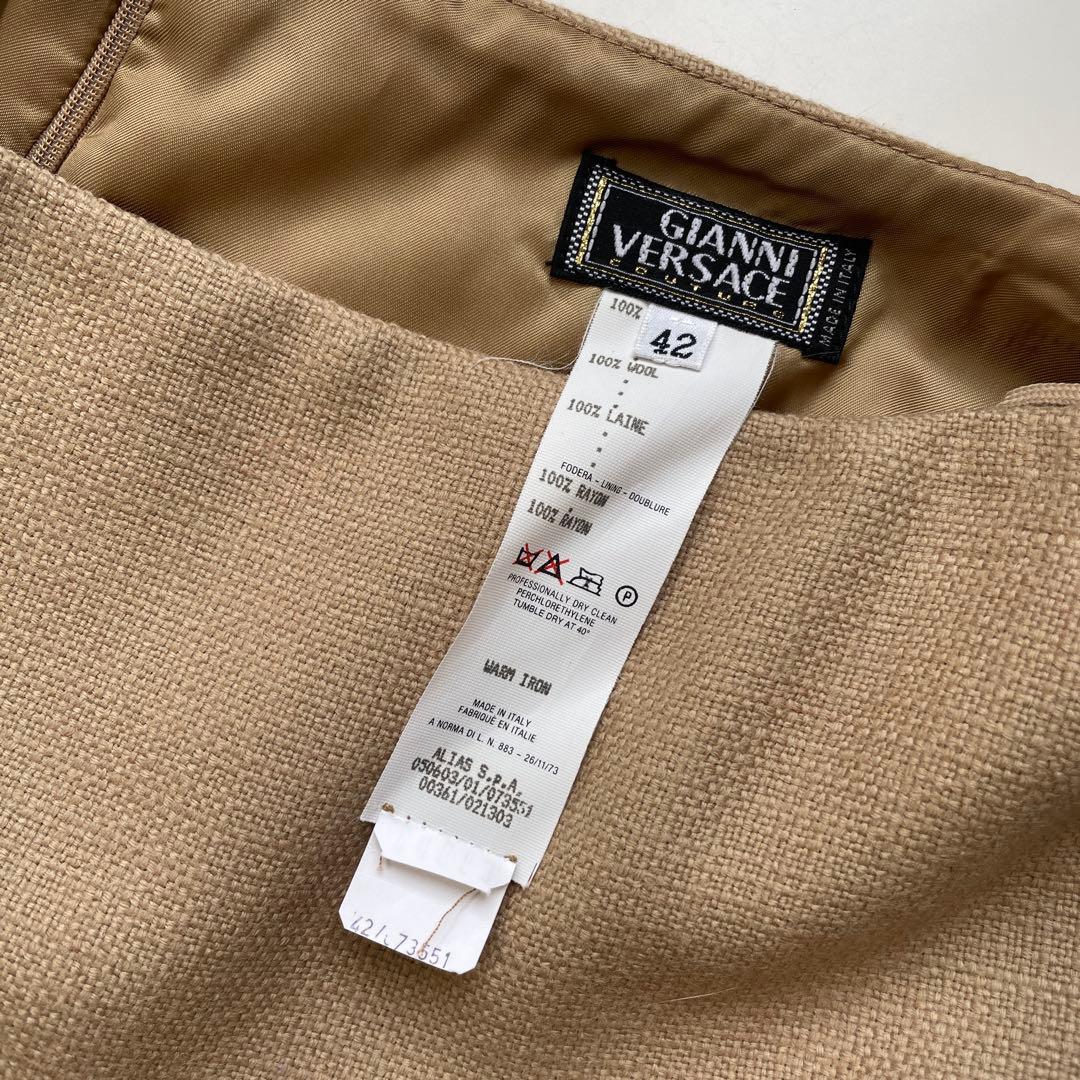 GIANNI
VERSACE
COUTURE
MADE IN ITALY
42
100%
100% WOOL
100% LAINE
FODERA - LINING - DOUBLURE
100% RAYON
100% RAYON
P
PROFESSIONALLY DRY CLEAN
PERCHLORETHYLENE
TUMBLE DRY AT 40°
WARM IRON
MADE IN ITALY
FABRIQUÉ EN ITALIE
A NORMA DI L. N. 883 - 26/11/73
ALIAS S.P.A.
050603/01/073551
00361/021303
73551